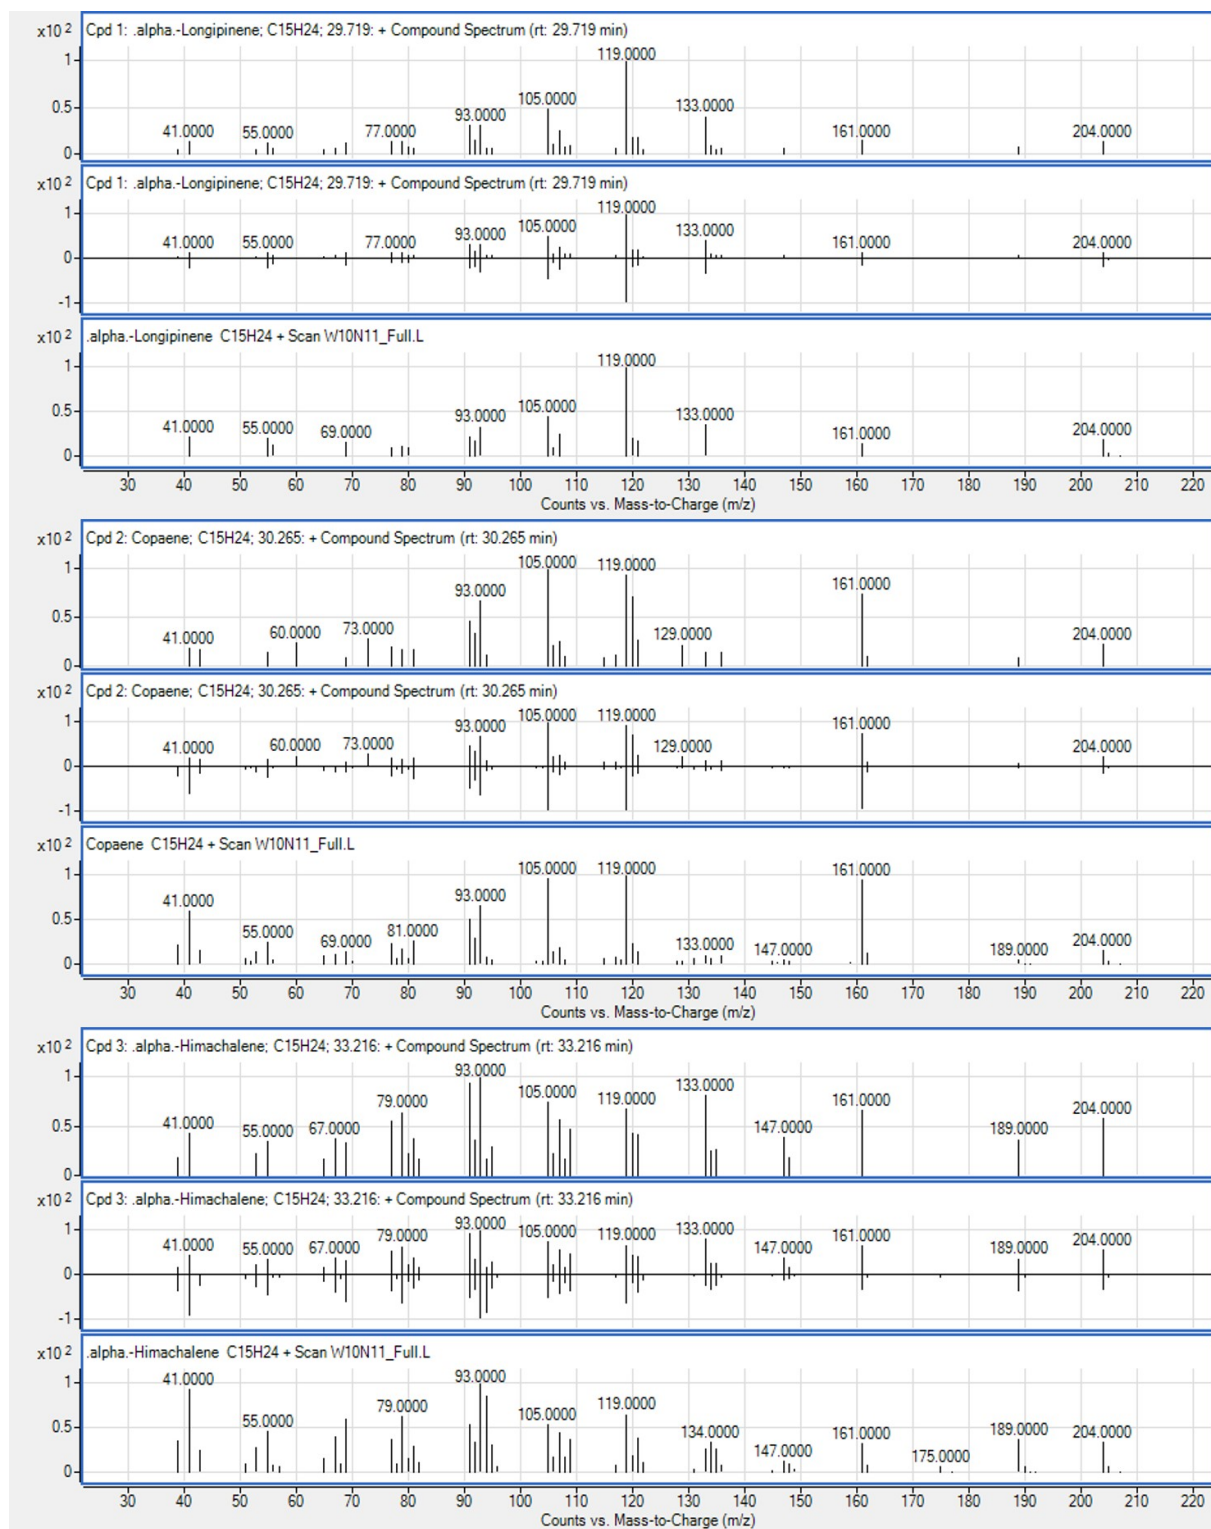 x10 2 Cpd 1: .alpha.-Longipinene; C15H24; 29.719: + Compound Spectrum (rt: 29.719 min)
1
0.5
0
41.0000 55.0000 77.0000 93.0000 105.0000 119.0000 133.0000 161.0000 204.0000
x10 2 Cpd 1: .alpha.-Longipinene; C15H24; 29.719: + Compound Spectrum (rt: 29.719 min)
1
0
-1
41.0000 55.0000 77.0000 93.0000 105.0000 119.0000 133.0000 161.0000 204.0000
x10 2 .alpha.-Longipinene C15H24 + Scan W10N11_Full.L
1
0.5
0
41.0000 55.0000 69.0000 93.0000 105.0000 119.0000 133.0000 161.0000 204.0000
30 40 50 60 70 80 90 100 110 120 130 140 150 160 170 180 190 200 210 220
Counts vs. Mass-to-Charge (m/z)
x10 2 Cpd 2: Copaene; C15H24; 30.265: + Compound Spectrum (rt: 30.265 min)
1
0.5
0
41.0000 60.0000 73.0000 93.0000 105.0000 119.0000 129.0000 161.0000 204.0000
x10 2 Cpd 2: Copaene; C15H24; 30.265: + Compound Spectrum (rt: 30.265 min)
1
0
-1
41.0000 60.0000 73.0000 93.0000 105.0000 119.0000 129.0000 161.0000 204.0000
x10 2 Copaene C15H24 + Scan W10N11_Full.L
1
0.5
0
41.0000 55.0000 69.0000 81.0000 93.0000 105.0000 119.0000 133.0000 147.0000 161.0000 189.0000 204.0000
30 40 50 60 70 80 90 100 110 120 130 140 150 160 170 180 190 200 210 220
Counts vs. Mass-to-Charge (m/z)
x10 2 Cpd 3: .alpha.-Himachalene; C15H24; 33.216: + Compound Spectrum (rt: 33.216 min)
1
0.5
0
41.0000 55.0000 67.0000 79.0000 93.0000 105.0000 119.0000 133.0000 147.0000 161.0000 189.0000 204.0000
x10 2 Cpd 3: .alpha.-Himachalene; C15H24; 33.216: + Compound Spectrum (rt: 33.216 min)
1
0
-1
41.0000 55.0000 67.0000 79.0000 93.0000 105.0000 119.0000 133.0000 147.0000 161.0000 189.0000 204.0000
x10 2 .alpha.-Himachalene C15H24 + Scan W10N11_Full.L
1
0.5
0
41.0000 55.0000 79.0000 93.0000 105.0000 119.0000 134.0000 147.0000 161.0000 175.0000 189.0000 204.0000
30 40 50 60 70 80 90 100 110 120 130 140 150 160 170 180 190 200 210 220
Counts vs. Mass-to-Charge (m/z)